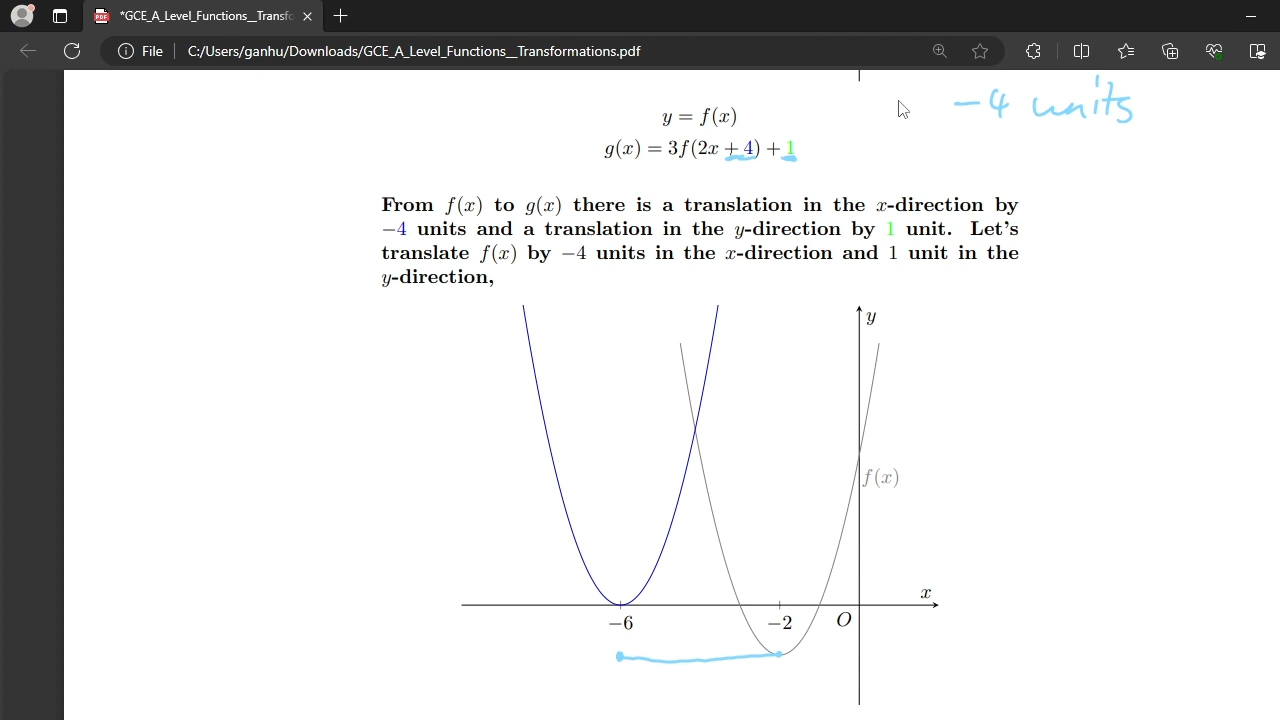 *GCE_A_Level_Functions__Transfo
File C:/Users/ganhu/Downloads/GCE_A_Level_Functions__Transformations.pdf
−4 units
y = f(x)
g(x) = 3f(2x + 4) + 1
From f(x) to g(x) there is a translation in the x-direction by
−4 units and a translation in the y-direction by 1 unit. Let's
translate f(x) by −4 units in the x-direction and 1 unit in the
y-direction,
y
f(x)
x
−6 −2 O